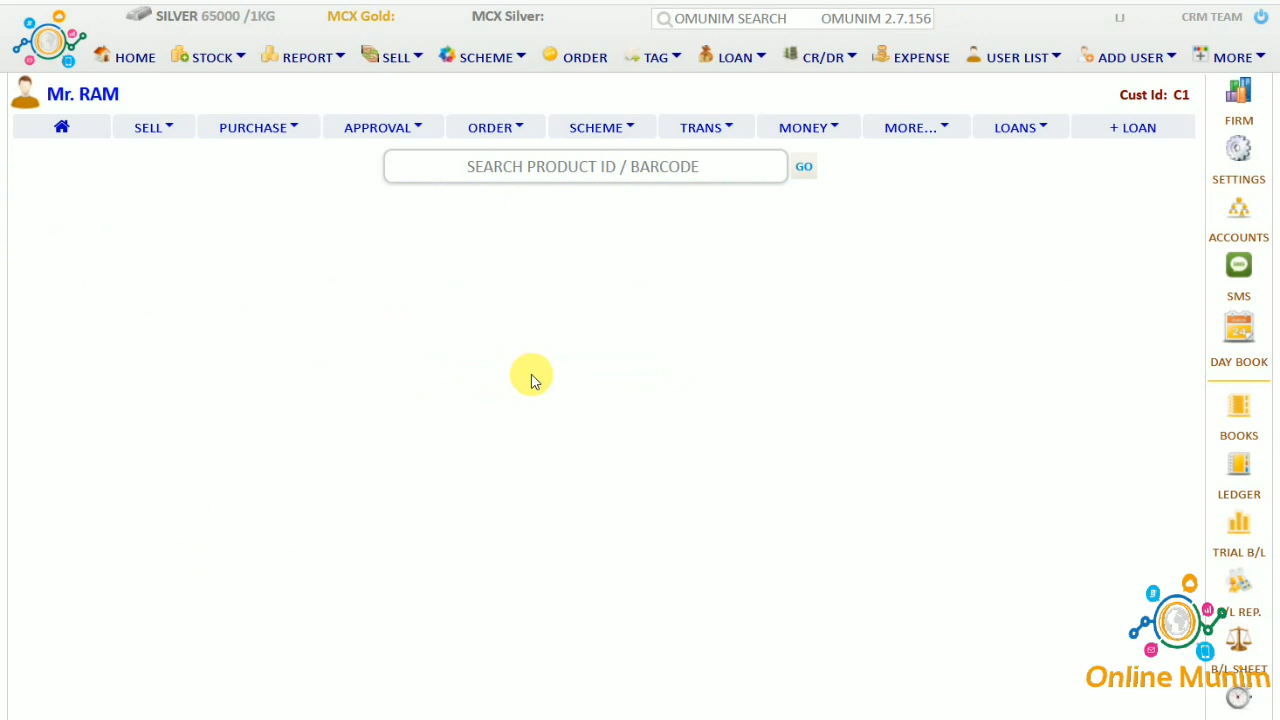 SILVER 65000 /1KG MCX Gold: MCX Silver: OMUNIM SEARCH OMUNIM 2.7.156 LJ CRM TEAM
HOME STOCK REPORT SELL SCHEME ORDER TAG LOAN CR/DR EXPENSE USER LIST ADD USER MORE
Mr. RAM Cust Id: C1
SELL PURCHASE APPROVAL ORDER SCHEME TRANS MONEY MORE... LOANS + LOAN
SEARCH PRODUCT ID / BARCODE GO
FIRM
SETTINGS
ACCOUNTS
SMS
DAY BOOK
BOOKS
LEDGER
TRIAL B/L
/L REP.
B/L SHEET
Online Munim